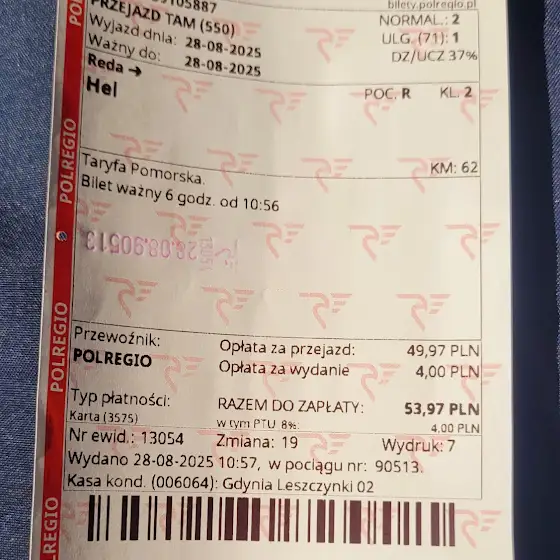 05887
bilety.polregio.pl
PRZEJAZD TAM (550)
NORMAL.: 2
Wyjazd dnia: 28-08-2025
ULG. (71): 1
Ważny do: 28-08-2025
DZ/UCZ 37%
Reda →
Hel
POC. R KL. 2
KM: 62
Taryfa Pomorska.
Bilet ważny 6 godz. od 10:56
28.08.90513
Przewoźnik:
POLREGIO
Opłata za przejazd: 49,97 PLN
Opłata za wydanie 4,00 PLN
Typ płatności:
Karta (3575)
RAZEM DO ZAPŁATY: 53,97 PLN
w tym PTU 8%: 4.00 PLN
Nr ewid.: 13054 Zmiana: 19 Wydruk: 7
Wydano 28-08-2025 10:57, w pociągu nr: 90513.
Kasa kond. (006064): Gdynia Leszczynki 02
POLREGIO
POLREGIO
POLREGIO